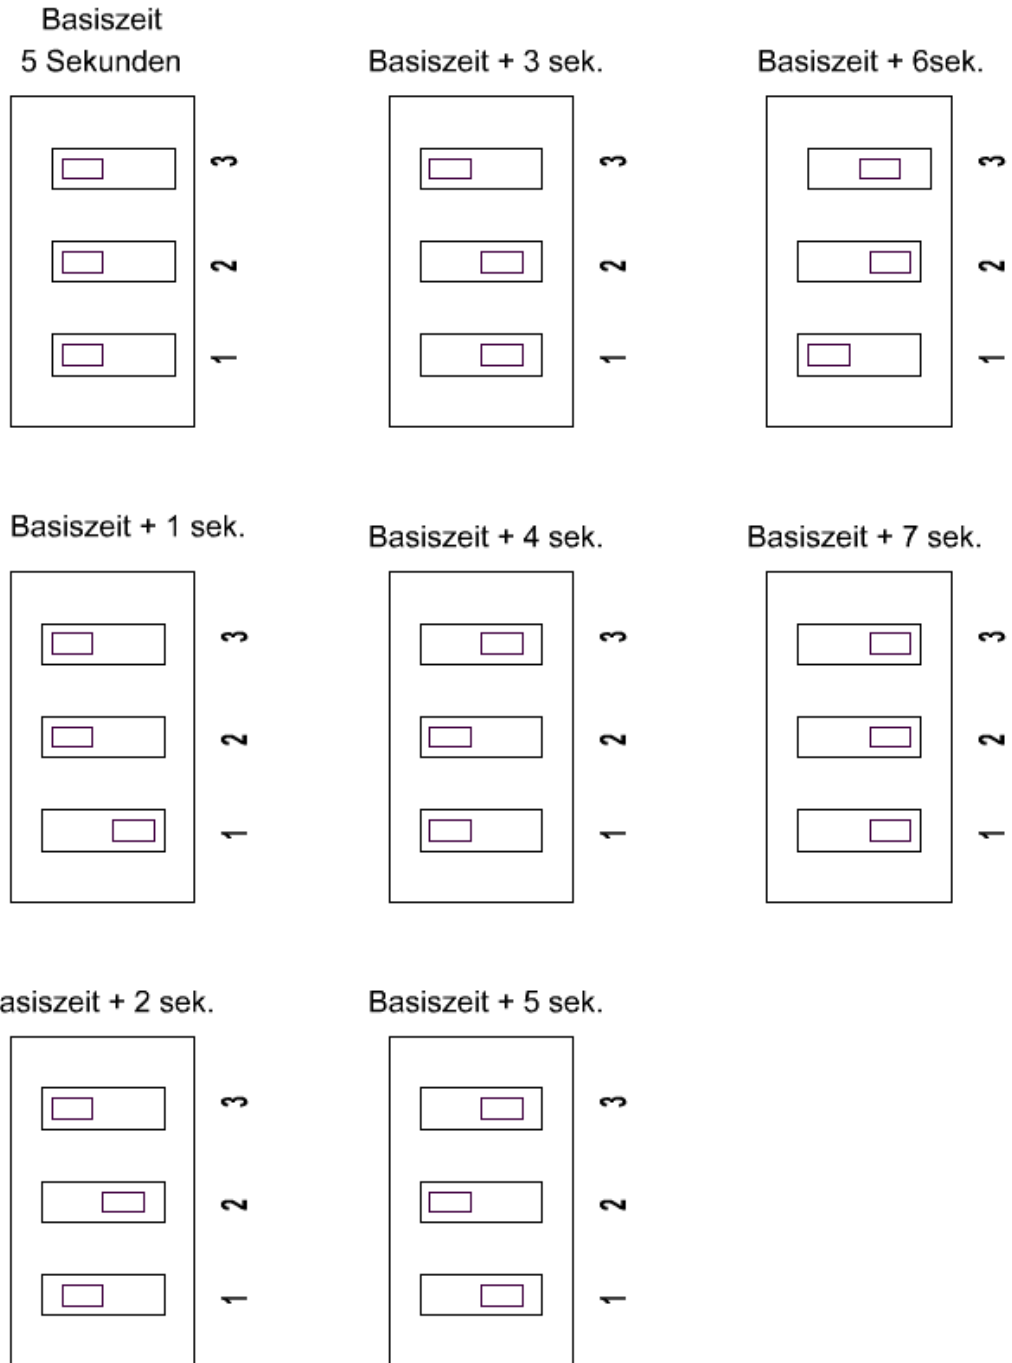 Basiszeit
5 Sekunden
3
2
1
Basiszeit + 3 sek.
3
2
1
Basiszeit + 6sek.
3
2
1
Basiszeit + 1 sek.
3
2
1
Basiszeit + 4 sek.
3
2
1
Basiszeit + 7 sek.
3
2
1
asiszeit + 2 sek.
3
2
1
Basiszeit + 5 sek.
3
2
1